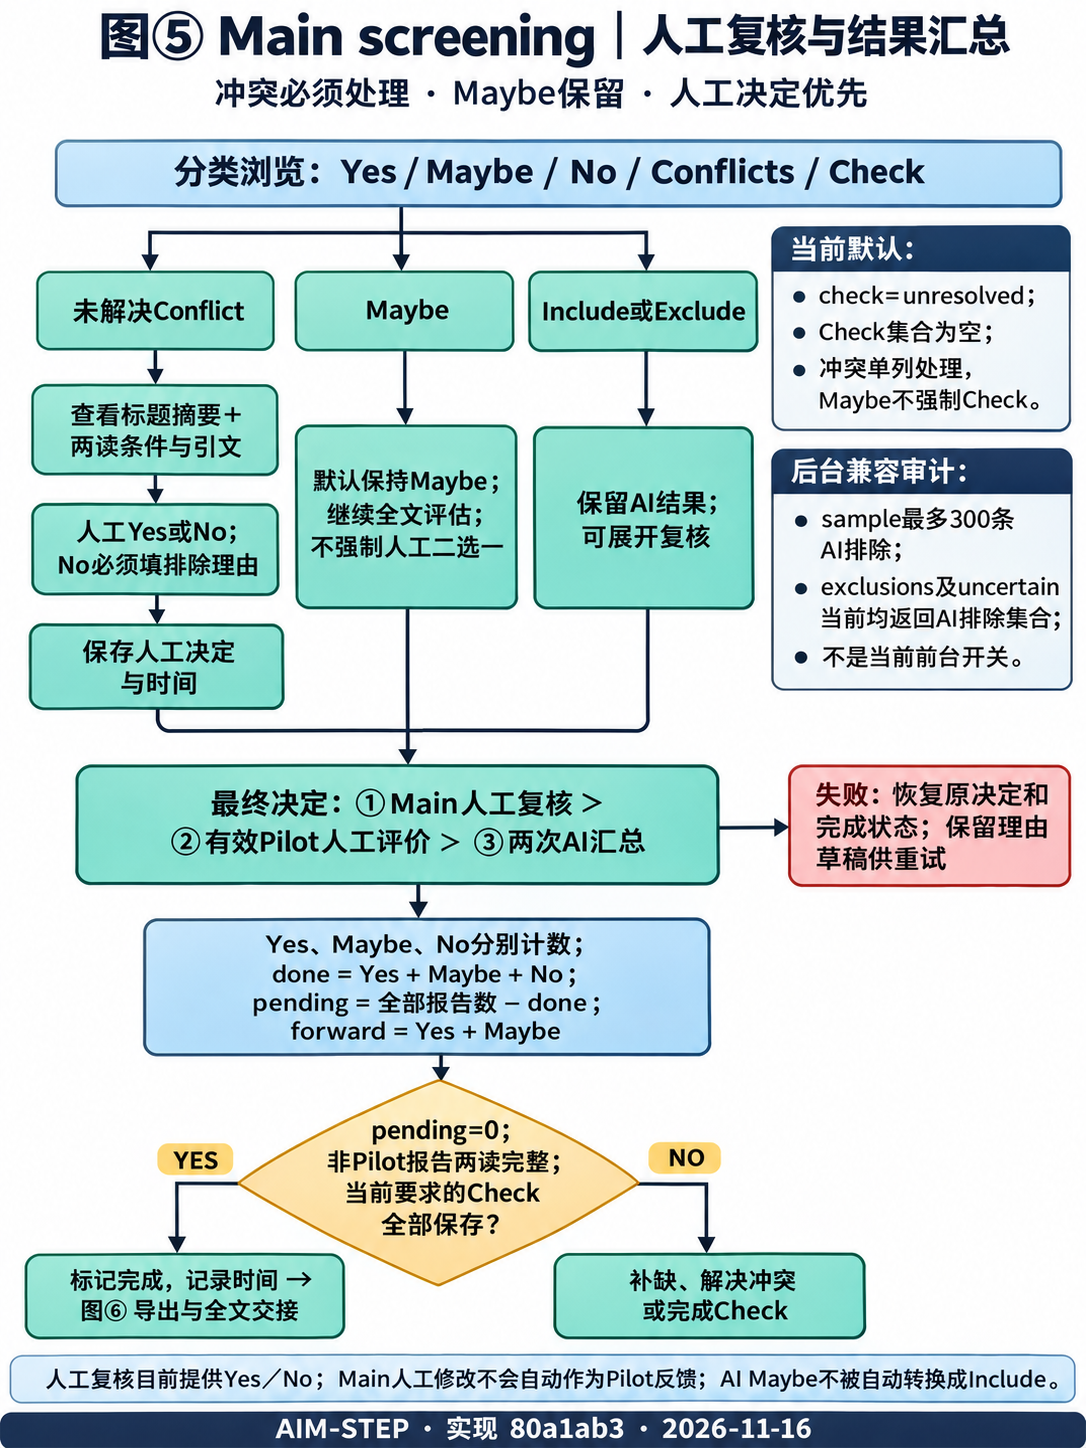 图⑤ Main screening｜人工复核与结果汇总
冲突必须处理 · Maybe保留 · 人工决定优先
分类浏览：Yes / Maybe / No / Conflicts / Check
未解决Conflict
Maybe
Include或Exclude
当前默认：
• check=unresolved；
• Check集合为空；
• 冲突单列处理，
Maybe不强制Check。
查看标题摘要＋
两读条件与引文
人工Yes或No；
No必须填排除理由
保存人工决定
与时间
默认保持Maybe；
继续全文评估；
不强制人工二选一
保留AI结果；
可展开复核
后台兼容审计：
• sample最多300条
AI排除；
• exclusions及uncertain
当前均返回AI排除集合；
• 不是当前前台开关。
最终决定：①Main人工复核 >
②有效Pilot人工评价 > ③两次AI汇总
失败：恢复原决定和
完成状态；保留理由
草稿供重试
Yes、Maybe、No分别计数；
done = Yes + Maybe + No；
pending = 全部报告数 − done；
forward = Yes + Maybe
pending=0；
非Pilot报告两读完整；
当前要求的Check
全部保存？
YES
NO
标记完成，记录时间 →
图⑥ 导出与全文交接
补缺、解决冲突
或完成Check
人工复核目前提供Yes／No；Main人工修改不会自动作为Pilot反馈；AI Maybe不被自动转换成Include。
AIM-STEP · 实现 80a1ab3 · 2026-11-16